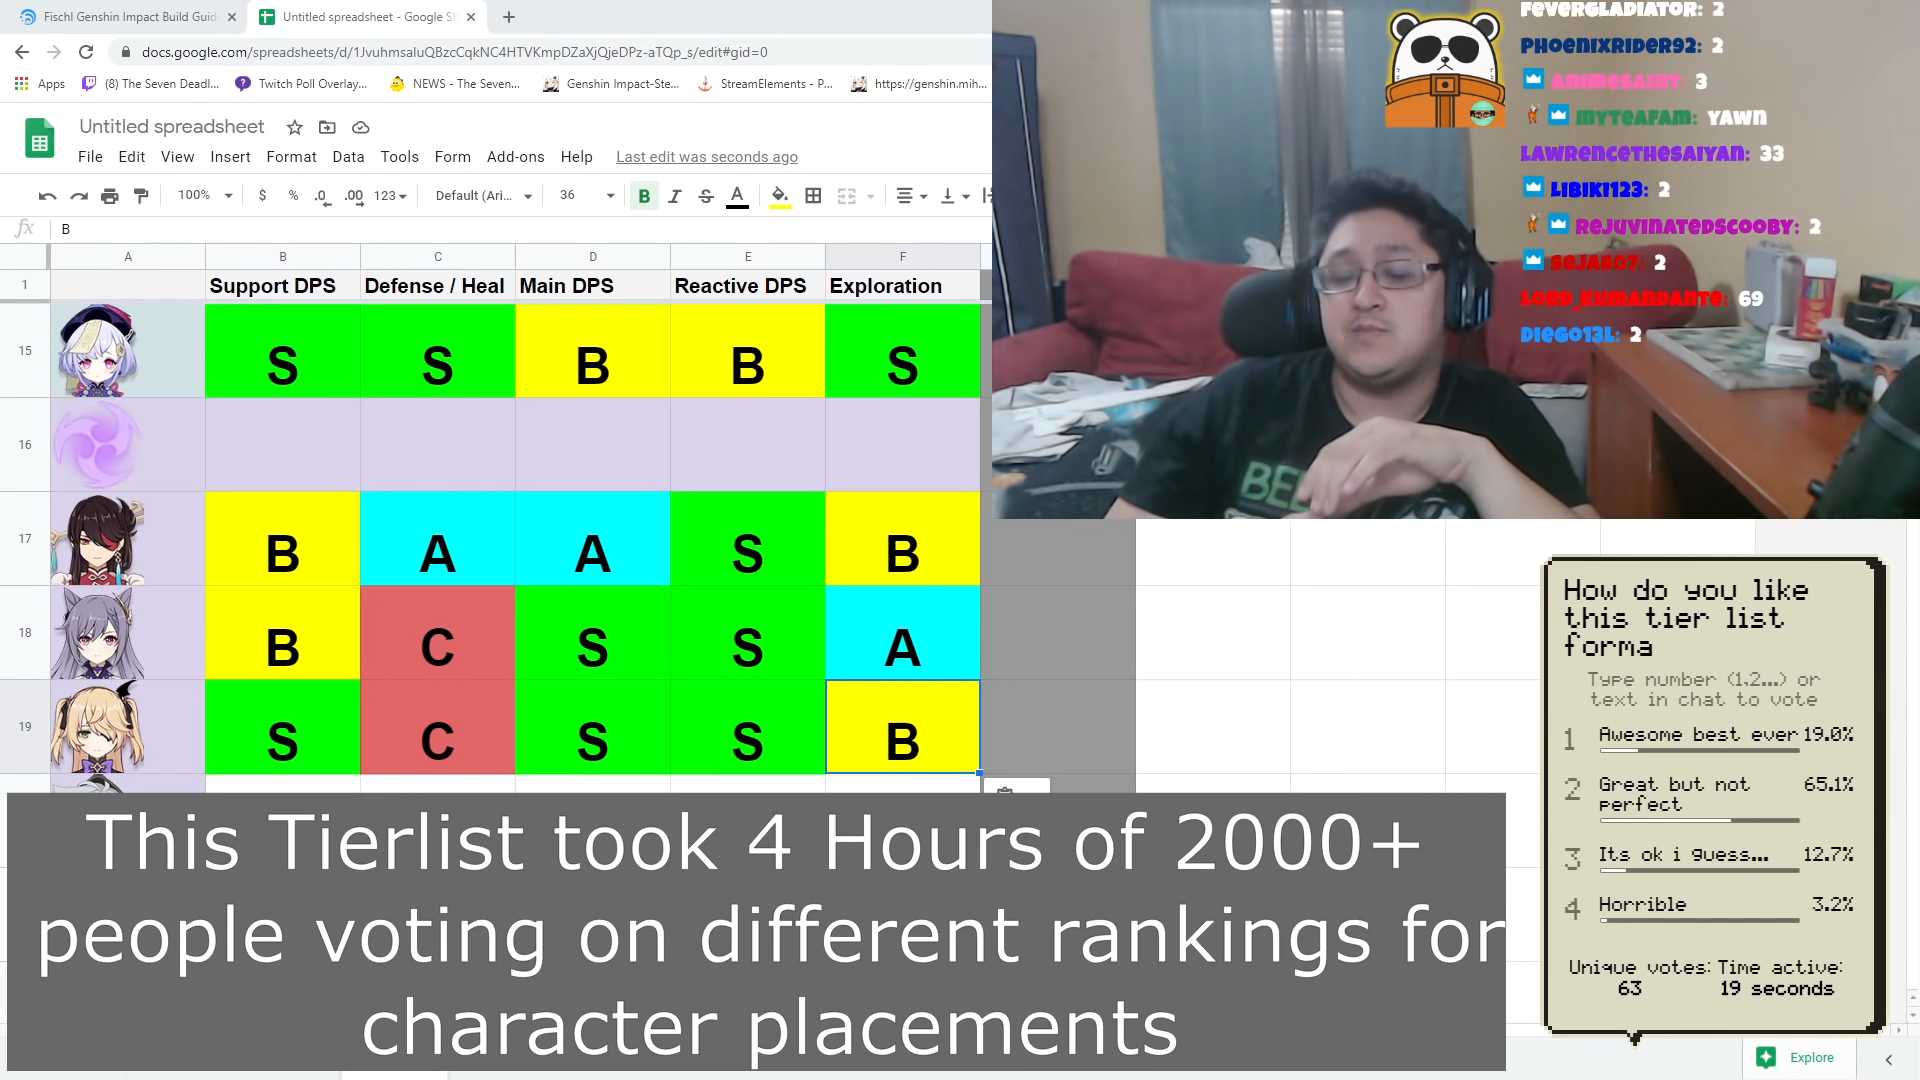 Fischl Genshin Impact Build Guid
Untitled spreadsheet - Google Sh
docs.google.com/spreadsheets/d/1JvuhmsaluQBzcCqkNC4HTVKmpDZaXjQjeDPz-aTQp_s/edit#gid=0
Apps
(8) The Seven Deadl...
Twitch Poll Overlay...
NEWS - The Seven...
Genshin Impact-Ste...
StreamElements - P...
https://genshin.mih...
Untitled spreadsheet
File Edit View Insert Format Data Tools Form Add-ons Help Last edit was seconds ago
100% $ % .0 .00 123 Default (Ari... 36 B I S A
fx B
A B C D E F
1 Support DPS Defense / Heal Main DPS Reactive DPS Exploration
15 S S B B S
16
17 B A A S B
18 B C S S A
19 S C S S B
FEVERGLADIATOR: 2
PHOENIXRIDER92: 2
ANIMESAINT: 3
MYTEAFAM: YAWN
LAWRENCETHESAIYAN: 33
LIBIKI123: 2
REJUVINATEDSCOOBY: 2
SEJAS07: 2
LORD_KUMANDANTE: 69
DIEGO13L: 2
How do you like
this tier list
forma
Type number (1,2...) or
text in chat to vote
1 Awesome best ever 19.0%
2 Great but not 65.1%
perfect
3 Its ok i guess... 12.7%
4 Horrible 3.2%
Unique votes: Time active:
63 19 seconds
This Tierlist took 4 Hours of 2000+
people voting on different rankings for
character placements
Explore